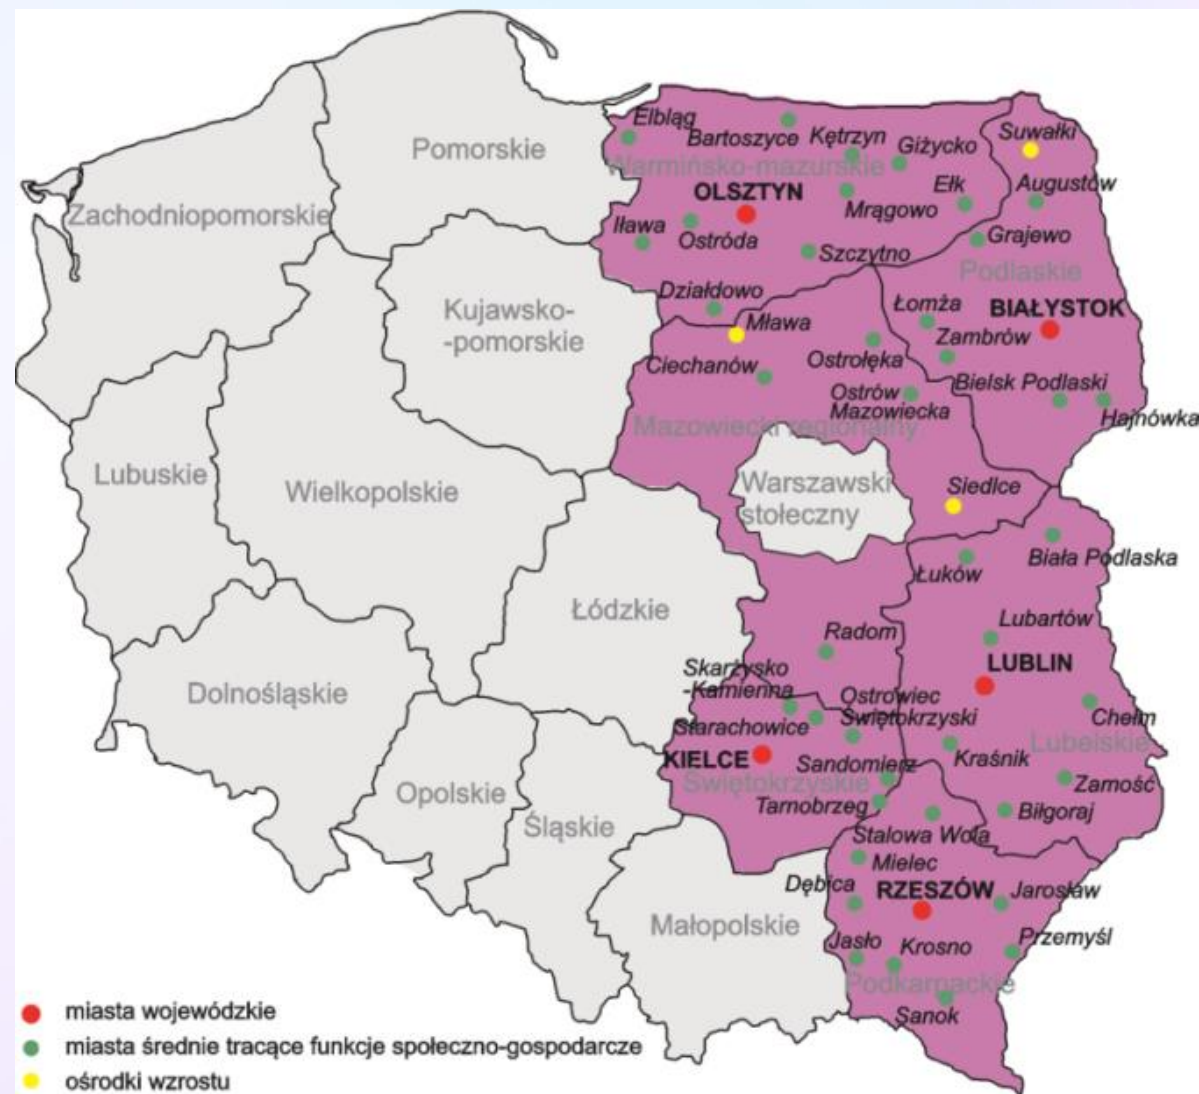 Elbląg
Bartoszyce
Kętrzyn
Giżycko
Suwałki
Pomorskie
Warmińsko-mazurskie
OLSZTYN
Ełk
Augustów
Zachodniopomorskie
Mrągowo
Iława
Ostróda
Szczytno
Grajewo
Podlaskie
Działdowo
Łomża
BIAŁYSTOK
Kujawsko-
-pomorskie
Mława
Zambrów
Ciechanów
Ostrołęka
Bielsk Podlaski
Ostrów
Mazowiecka
Hajnówka
Mazowiecki regionalny
Lubuskie
Wielkopolskie
Warszawski
stołeczny
Siedlce
Łuków
Biała Podlaska
Łódzkie
Radom
Lubartów
LUBLIN
Skarżysko
-Kamienna
Dolnośląskie
Ostrowiec
Świętokrzyski
Starachowice
Chełm
Lubelskie
KIELCE
Sandomierz
Kraśnik
Świętokrzyskie
Zamość
Opolskie
Tarnobrzeg
Biłgoraj
Śląskie
Stalowa Wola
Mielec
Dębica
RZESZÓW
Jarosław
Małopolskie
Jasło
Krosno
Przemyśl
Podkarpackie
Sanok
miasta wojewódzkie
miasta średnie tracące funkcje społeczno-gospodarcze
ośrodki wzrostu